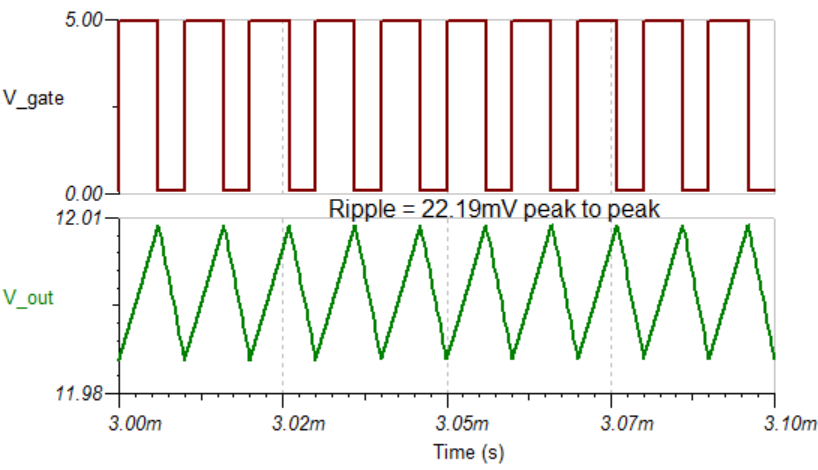 5.00
V_gate
0.00
Ripple = 22.19mV peak to peak
12.01
V_out
11.98
3.00m 3.02m 3.05m 3.07m 3.10m
Time (s)